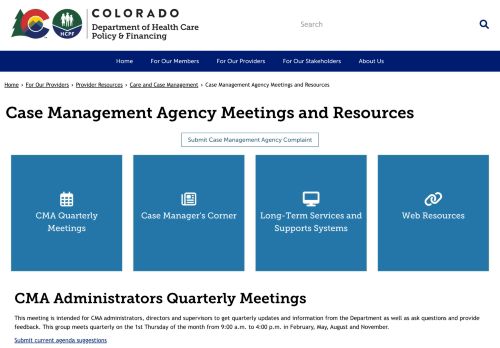 COLORADO
Department of Health Care
Policy & Financing
HCPF
Search
Home
For Our Members
For Our Providers
For Our Stakeholders
About Us
Home › For Our Providers › Provider Resources › Care and Case Management › Case Management Agency Meetings and Resources
Case Management Agency Meetings and Resources
Submit Case Management Agency Complaint
CMA Quarterly
Meetings
Case Manager's Corner
Long-Term Services and
Supports Systems
Web Resources
CMA Administrators Quarterly Meetings
This meeting is intended for CMA administrators, directors and supervisors to get quarterly updates and information from the Department as well as ask questions and provide
feedback. This group meets quarterly on the 1st Thursday of the month from 9:00 a.m. to 4:00 p.m. in February, May, August and November.
Submit current agenda suggestions